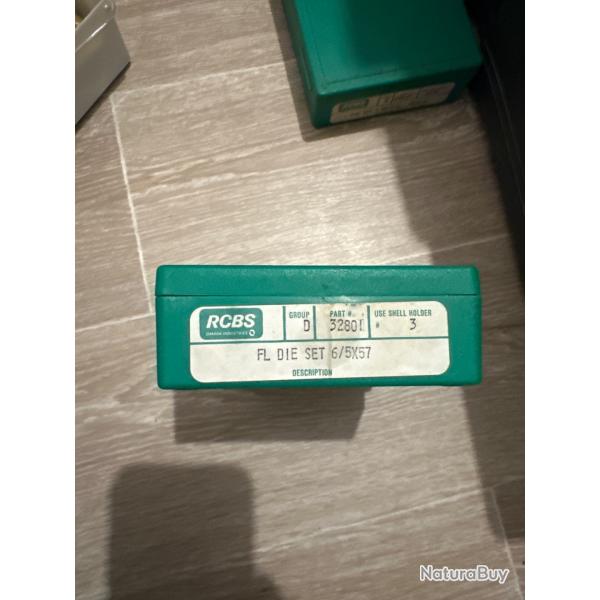 RCBS
GROUP
D
PART #
32801
USE SHELL HOLDER
# 3
FL DIE SET 6/5X57
DESCRIPTION
NaturaBuy